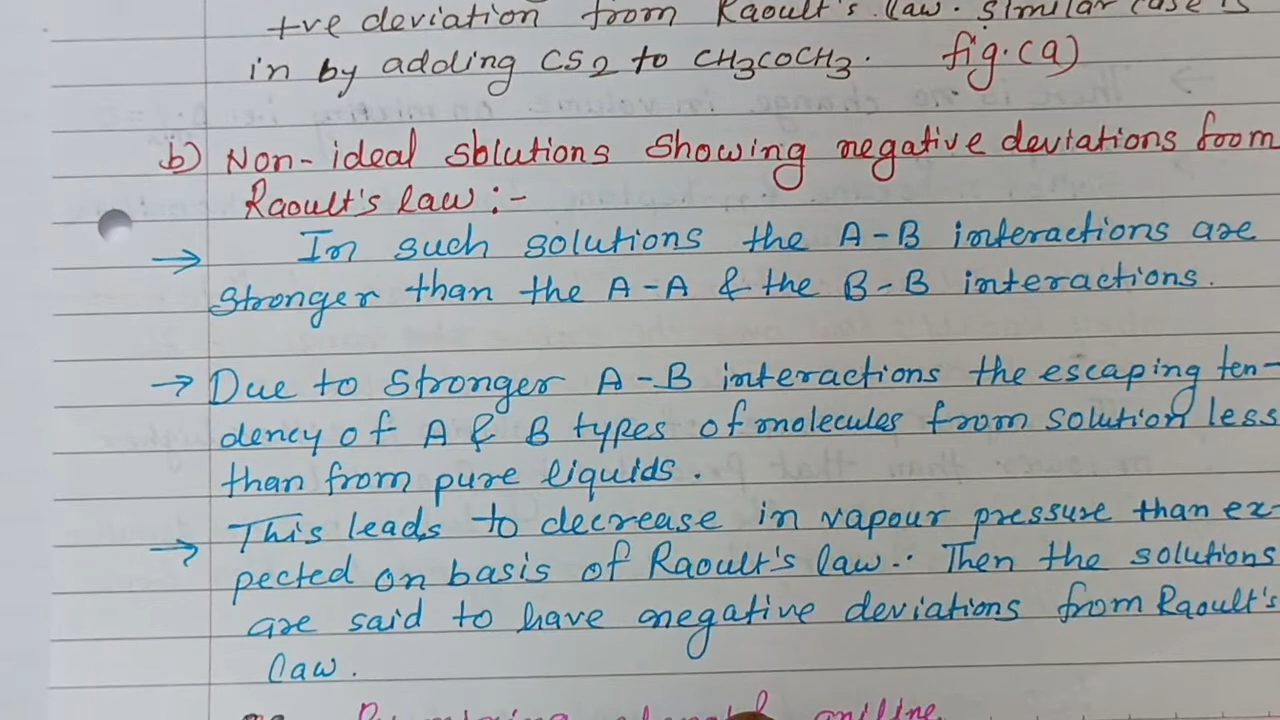 +ve deviation from Raoult's law. Similar case is
in by adding CS2 to CH3COCH3. fig.(a)
b) Non-ideal solutions showing negative deviations from
Raoult's law :-
→ In such solutions the A-B interactions are
stronger than the A-A & the B-B interactions.
→ Due to stronger A-B interactions the escaping ten-
dency of A & B types of molecules from solution less
than from pure liquids.
→ This leads to decrease in vapour pressure than ex-
pected on basis of Raoult's law. Then the solutions
are said to have negative deviations from Raoult's
law.
aniline